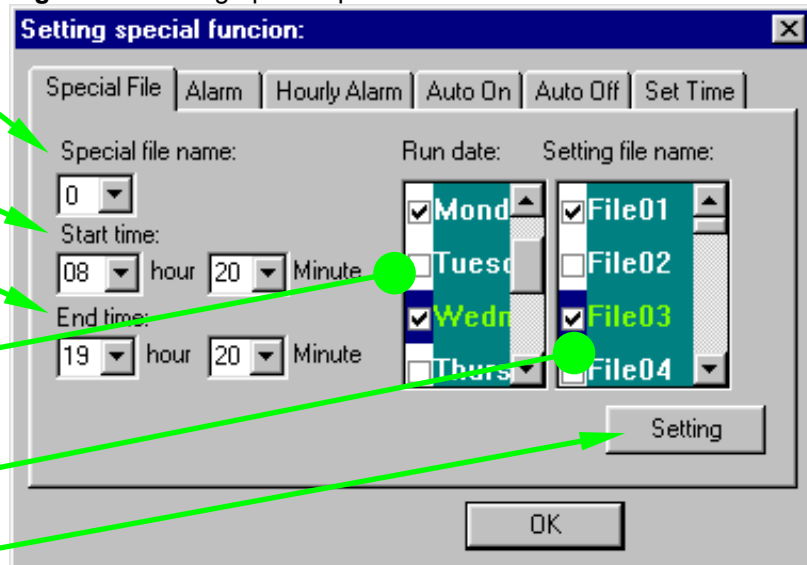 Setting special funcion:
Special File Alarm Hourly Alarm Auto On Auto Off Set Time
Special file name:
0
Start time:
08 hour 20 Minute
End time:
19 hour 20 Minute
Run date:
Mond
Tuesd
Wedn
Thurs
Setting file name:
File01
File02
File03
File04
Setting
OK